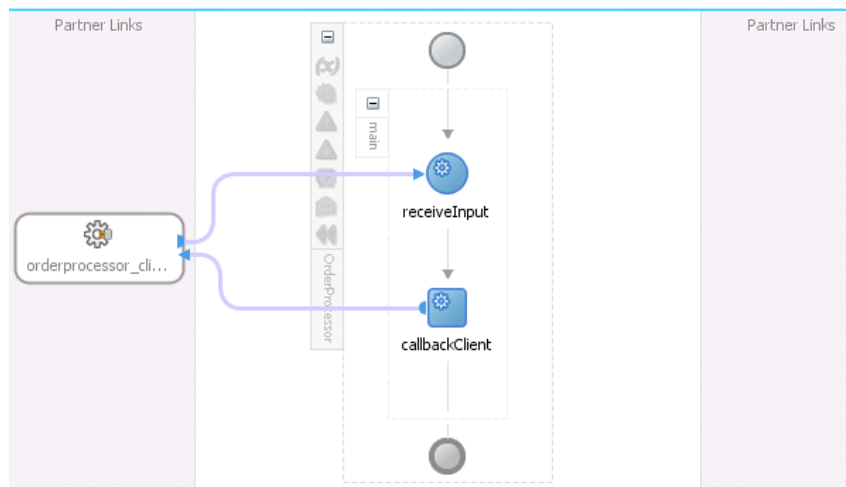 Partner Links
Partner Links
main
receiveInput
orderprocessor_cli...
OrderProcessor
callbackClient